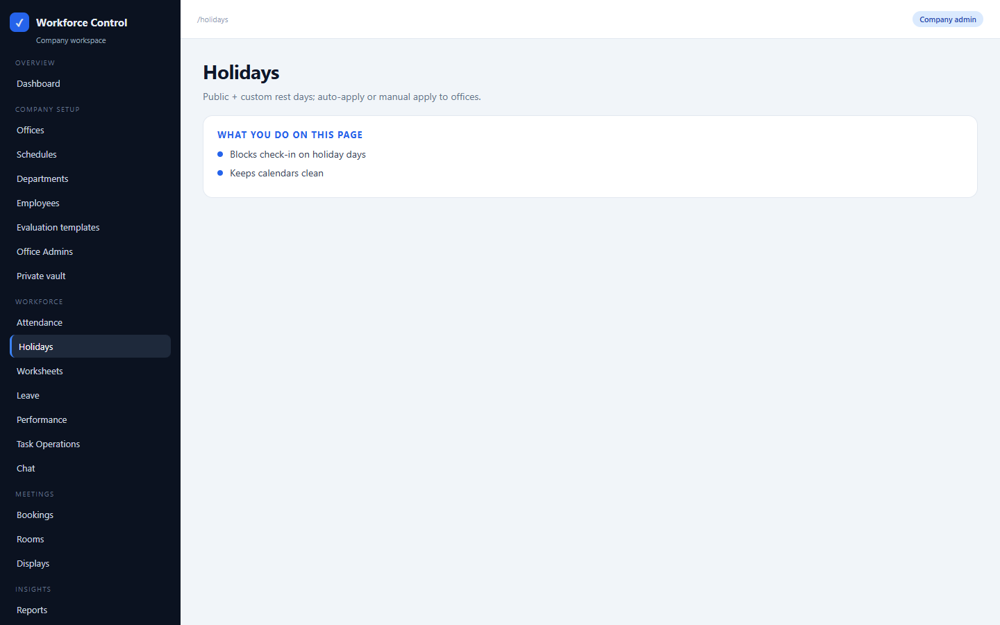 Workforce Control
Company workspace
OVERVIEW
Dashboard
COMPANY SETUP
Offices
Schedules
Departments
Employees
Evaluation templates
Office Admins
Private vault
WORKFORCE
Attendance
Holidays
Worksheets
Leave
Performance
Task Operations
Chat
MEETINGS
Bookings
Rooms
Displays
INSIGHTS
Reports
/holidays
Company admin
Holidays
Public + custom rest days; auto-apply or manual apply to offices.
WHAT YOU DO ON THIS PAGE
Blocks check-in on holiday days
Keeps calendars clean